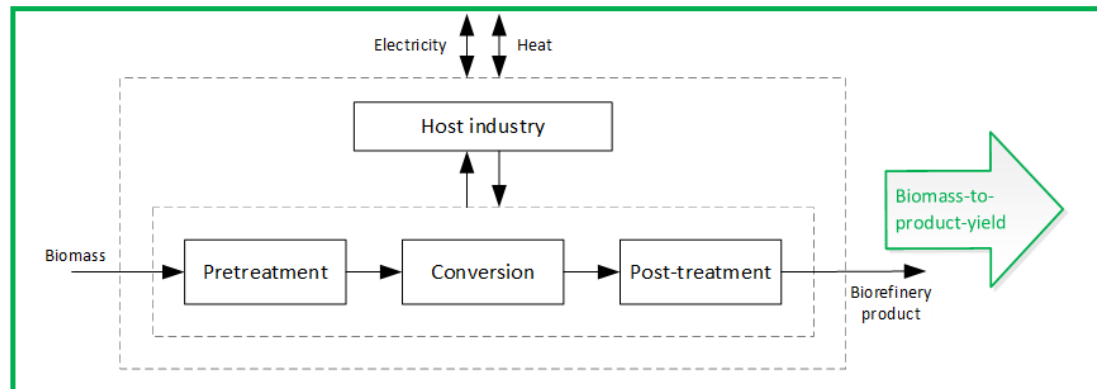 Electricity
Heat
Host industry
Biomass-to-
product-yield
Biomass
Pretreatment
Conversion
Post-treatment
Biorefinery
product